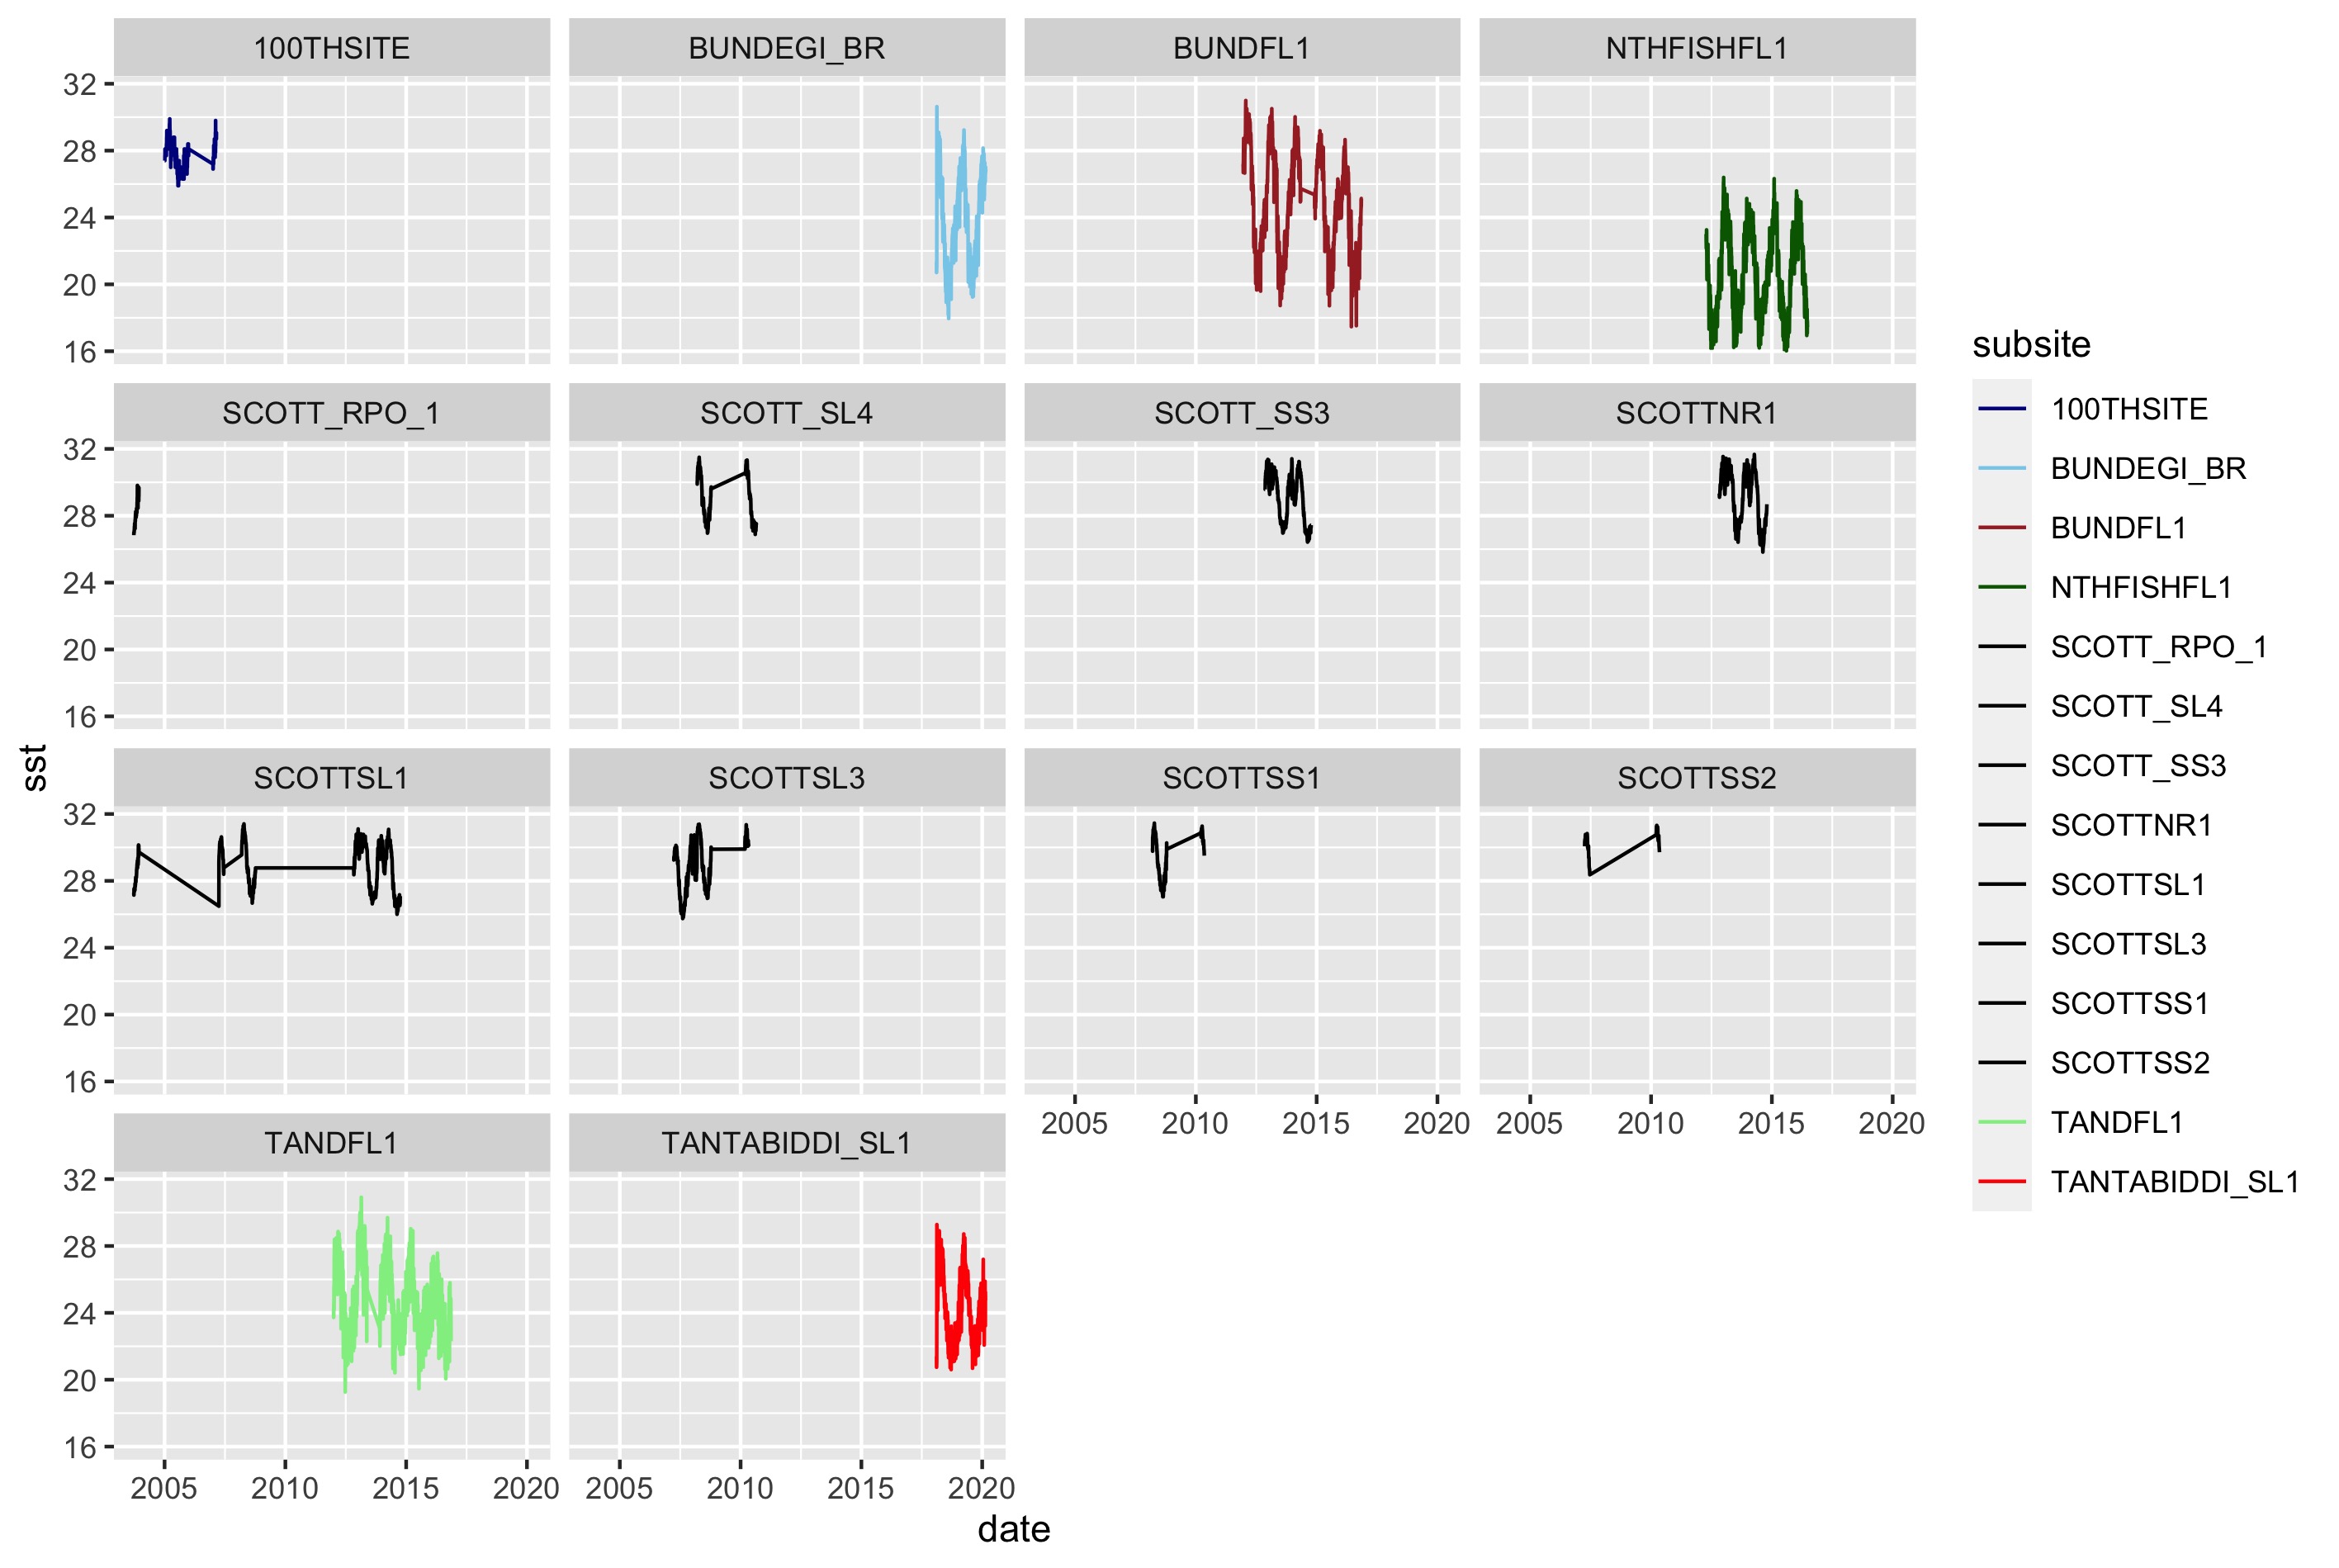 100THSITE BUNDEGI_BR BUNDFL1 NTHFISHFL1
32
28
24
20
16
SCOTT_RPO_1 SCOTT_SL4 SCOTT_SS3 SCOTTNR1
32
28
24
20
16
SCOTTSL1 SCOTTSL3 SCOTTSS1 SCOTTSS2
32
28
24
20
16
2005 2010 2015 2020 2005 2010 2015 2020
TANDFL1 TANTABIDDI_SL1
32
28
24
20
16
2005 2010 2015 2020 2005 2010 2015 2020
sst
date
subsite
100THSITE
BUNDEGI_BR
BUNDFL1
NTHFISHFL1
SCOTT_RPO_1
SCOTT_SL4
SCOTT_SS3
SCOTTNR1
SCOTTSL1
SCOTTSL3
SCOTTSS1
SCOTTSS2
TANDFL1
TANTABIDDI_SL1